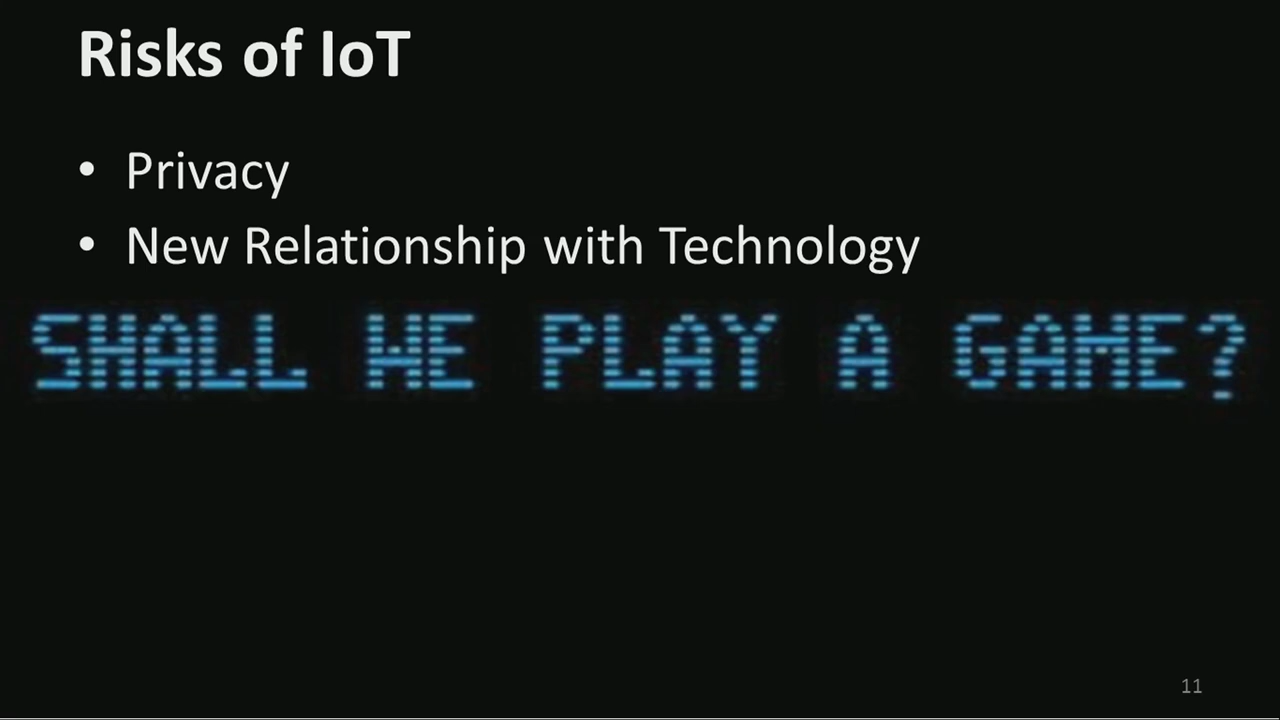 Risks of IoT
• Privacy
• New Relationship with Technology
SHALL WE PLAY A GAME?
11